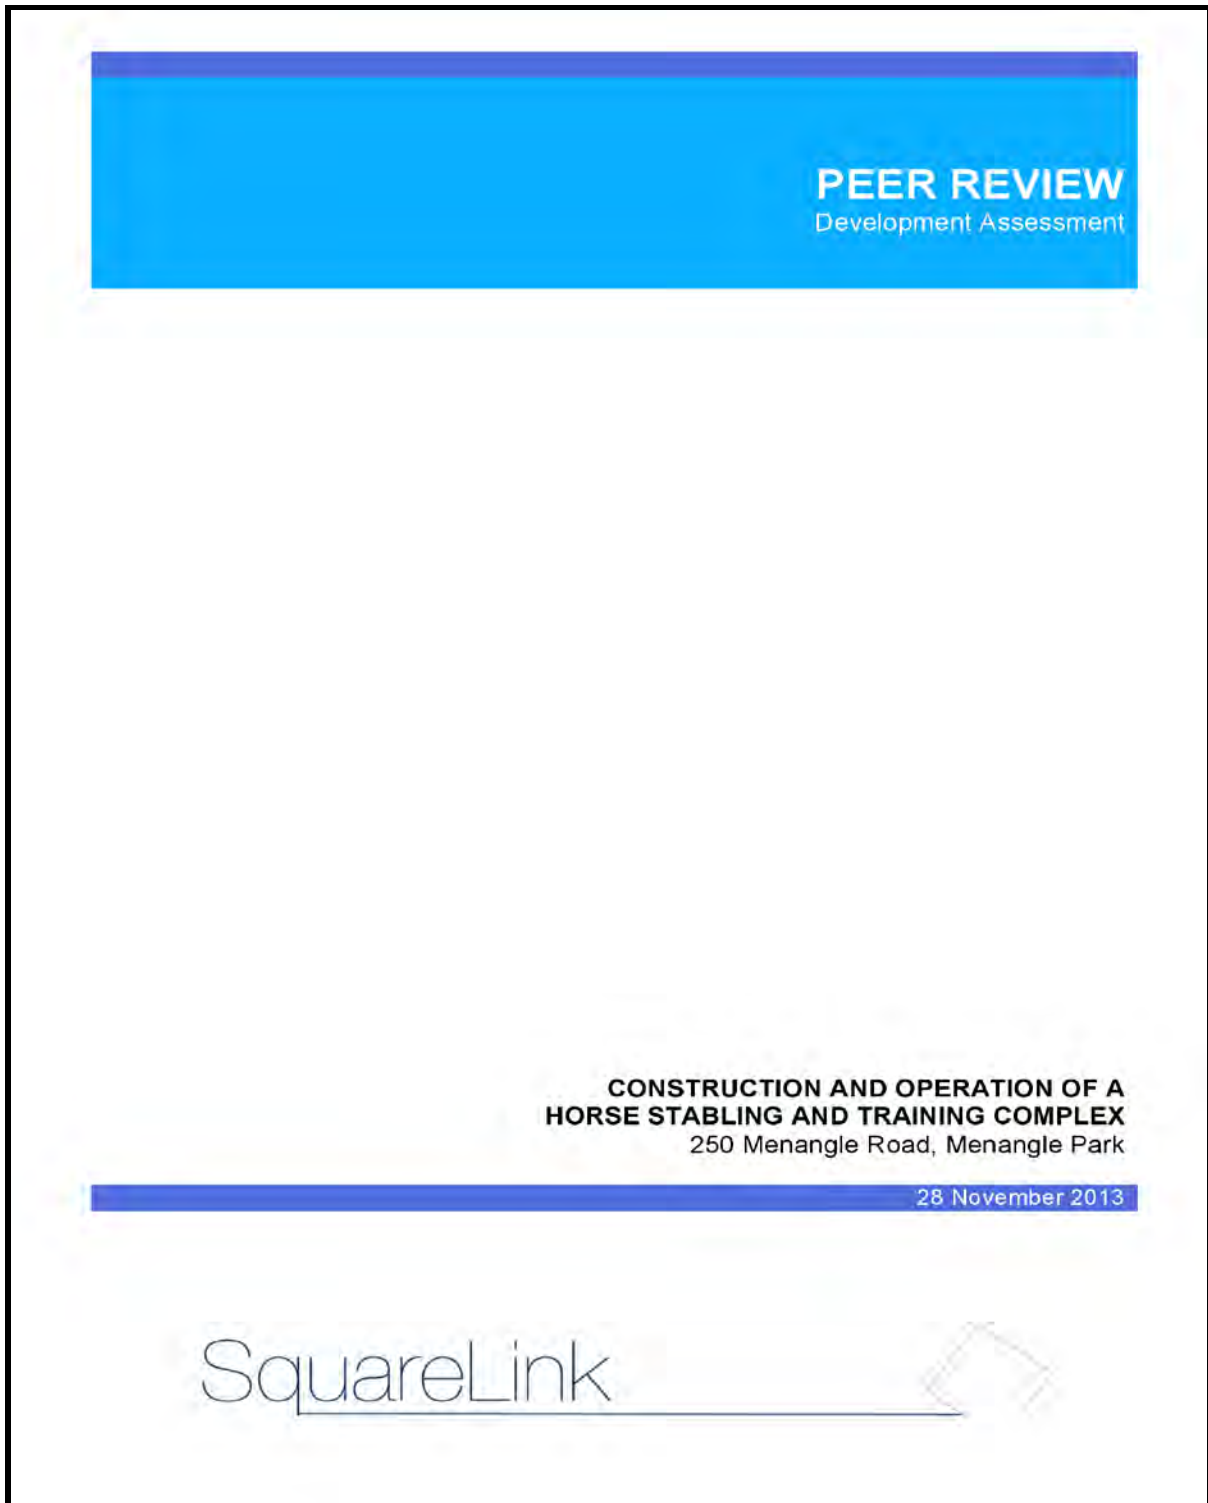 PEER REVIEW
Development Assessment
CONSTRUCTION AND OPERATION OF A
HORSE STABLING AND TRAINING COMPLEX
250 Menangle Road, Menangle Park
28 November 2013
SquareLink